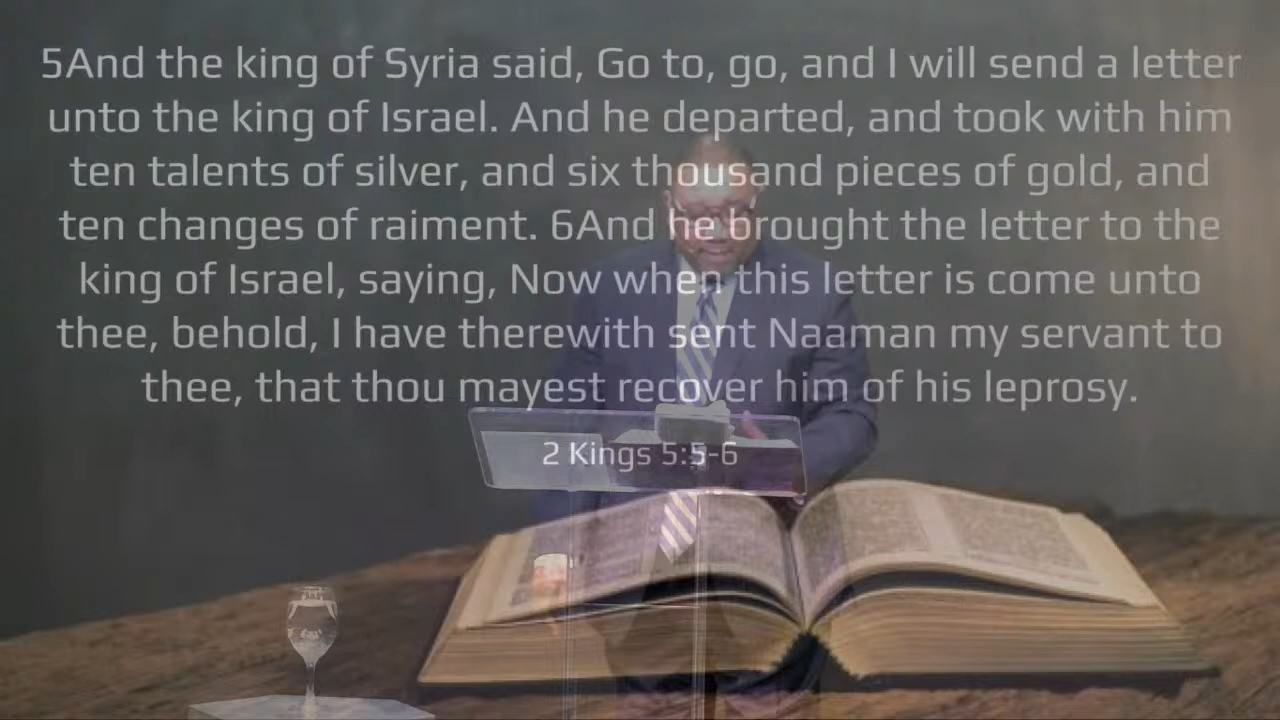 5And the king of Syria said, Go to, go, and I will send a letter
unto the king of Israel. And he departed, and took with him
ten talents of silver, and six thousand pieces of gold, and
ten changes of raiment. 6And he brought the letter to the
king of Israel, saying, Now when this letter is come unto
thee, behold, I have therewith sent Naaman my servant to
thee, that thou mayest recover him of his leprosy.
2 Kings 5:5-6